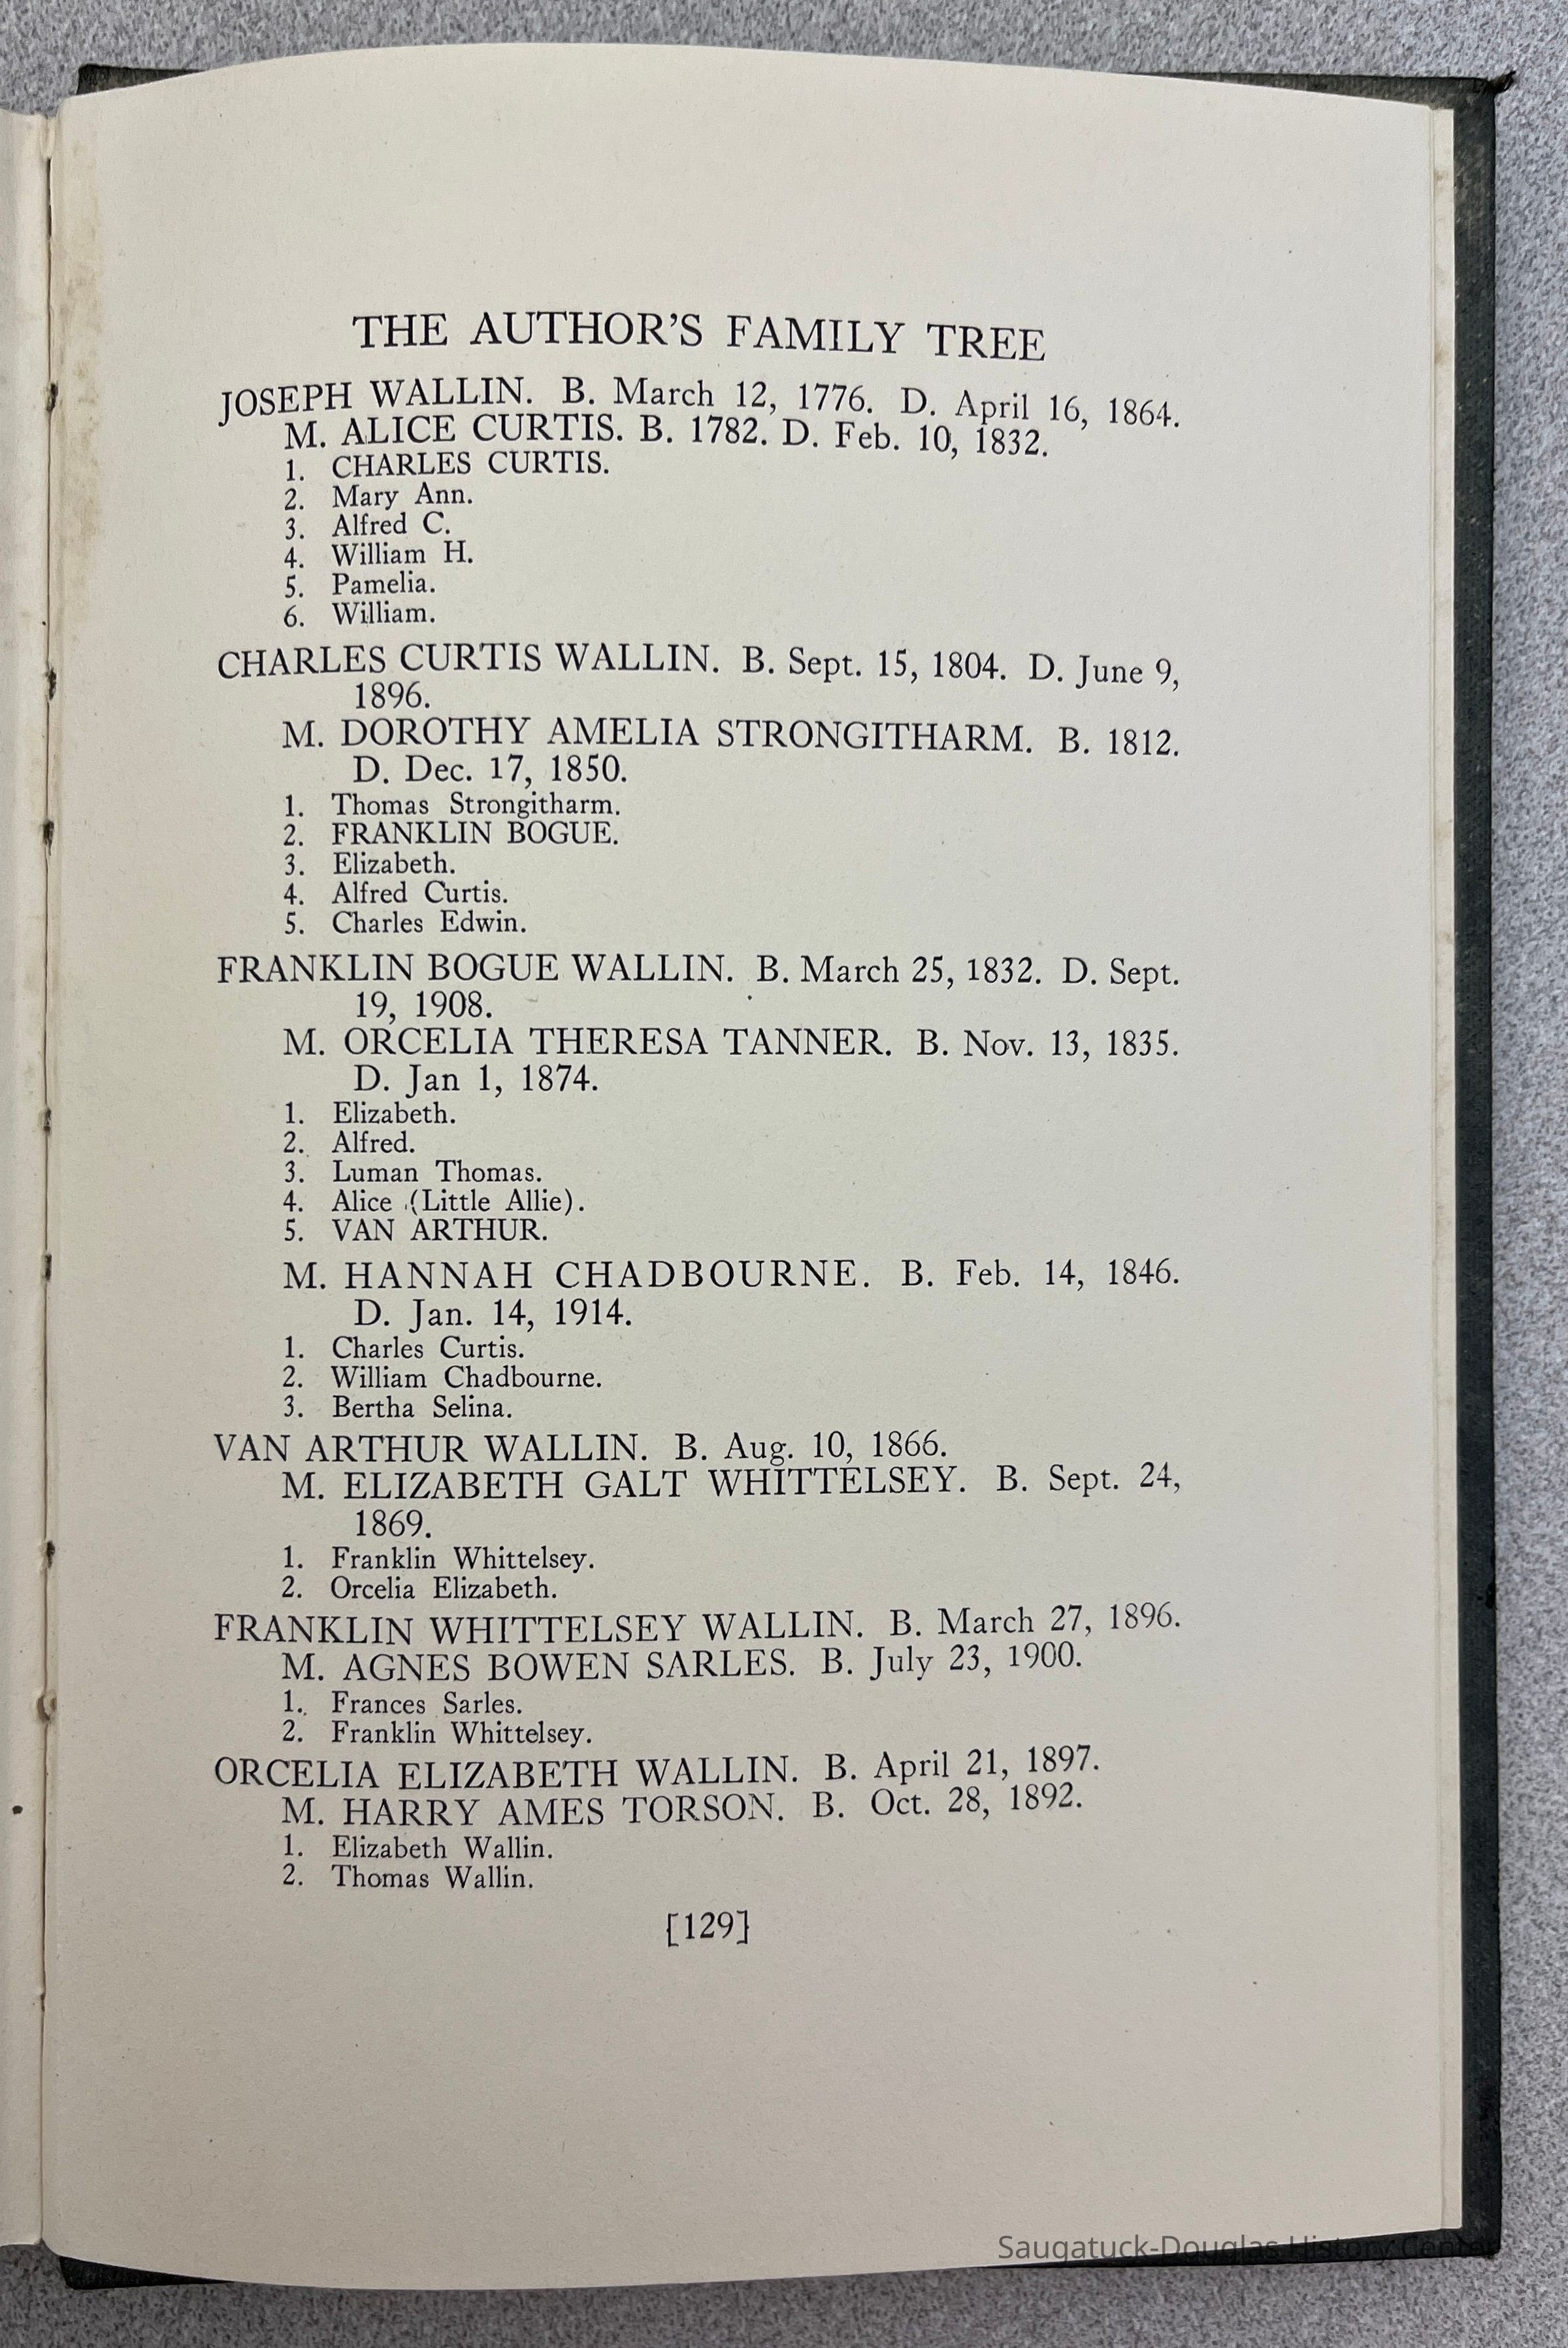 THE AUTHOR'S FAMILY TREE
JOSEPH WALLIN. B. March 12, 1776. D. April 16, 1864.
M. ALICE CURTIS. B. 1782. D. Feb. 10, 1832.
1. CHARLES CURTIS.
2. Mary Ann.
3. Alfred C.
4. William H.
5. Pamelia.
6. William.
CHARLES CURTIS WALLIN. B. Sept. 15, 1804. D. June 9,
1896.
M. DOROTHY AMELIA STRONGITHARM. B. 1812.
D. Dec. 17, 1850.
1. Thomas Strongitharm.
2. FRANKLIN BOGUE.
3. Elizabeth.
4. Alfred Curtis.
5. Charles Edwin.
FRANKLIN BOGUE WALLIN. B. March 25, 1832. D. Sept.
19, 1908.
M. ORCELIA THERESA TANNER. B. Nov. 13, 1835.
D. Jan 1, 1874.
1. Elizabeth.
2. Alfred.
3. Luman Thomas.
4. Alice (Little Allie).
5. VAN ARTHUR.
M. HANNAH CHADBOURNE. B. Feb. 14, 1846.
D. Jan. 14, 1914.
1. Charles Curtis.
2. William Chadbourne.
3. Bertha Selina.
VAN ARTHUR WALLIN. B. Aug. 10, 1866.
M. ELIZABETH GALT WHITTELSEY. B. Sept. 24,
1869.
1. Franklin Whittelsey.
2. Orcelia Elizabeth.
FRANKLIN WHITTELSEY WALLIN. B. March 27, 1896.
M. AGNES BOWEN SARLES. B. July 23, 1900.
1. Frances Sarles.
2. Franklin Whittelsey.
ORCELIA ELIZABETH WALLIN. B. April 21, 1897.
M. HARRY AMES TORSON. B. Oct. 28, 1892.
1. Elizabeth Wallin.
2. Thomas Wallin.
[129]
Saugatuck-Douglas History Center